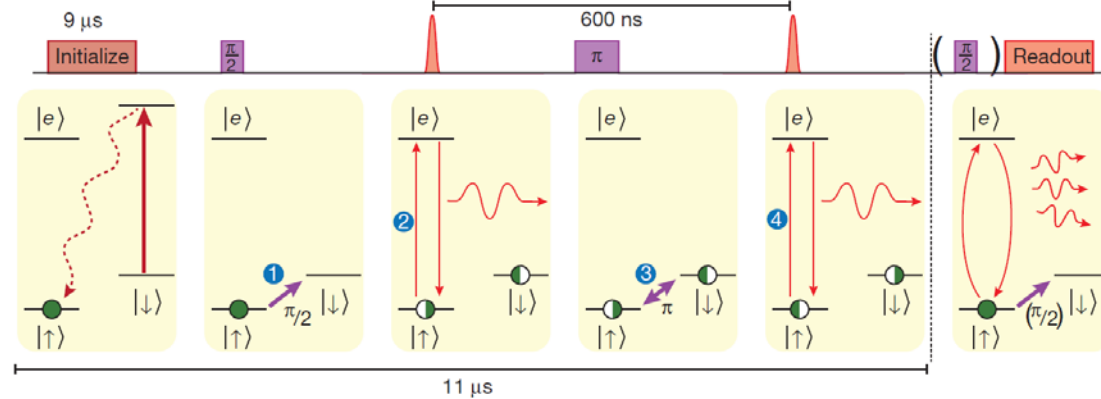 9 μs
600 ns
Initialize
π/2
π
(π/2)
Readout
|e⟩
|↓⟩
|↑⟩
|e⟩
1
π/2
|↓⟩
|↑⟩
|e⟩
2
|↓⟩
|↑⟩
|e⟩
3
π
|↓⟩
|↑⟩
|e⟩
4
|↓⟩
|↑⟩
|e⟩
|↓⟩
(π/2)
|↑⟩
11 μs